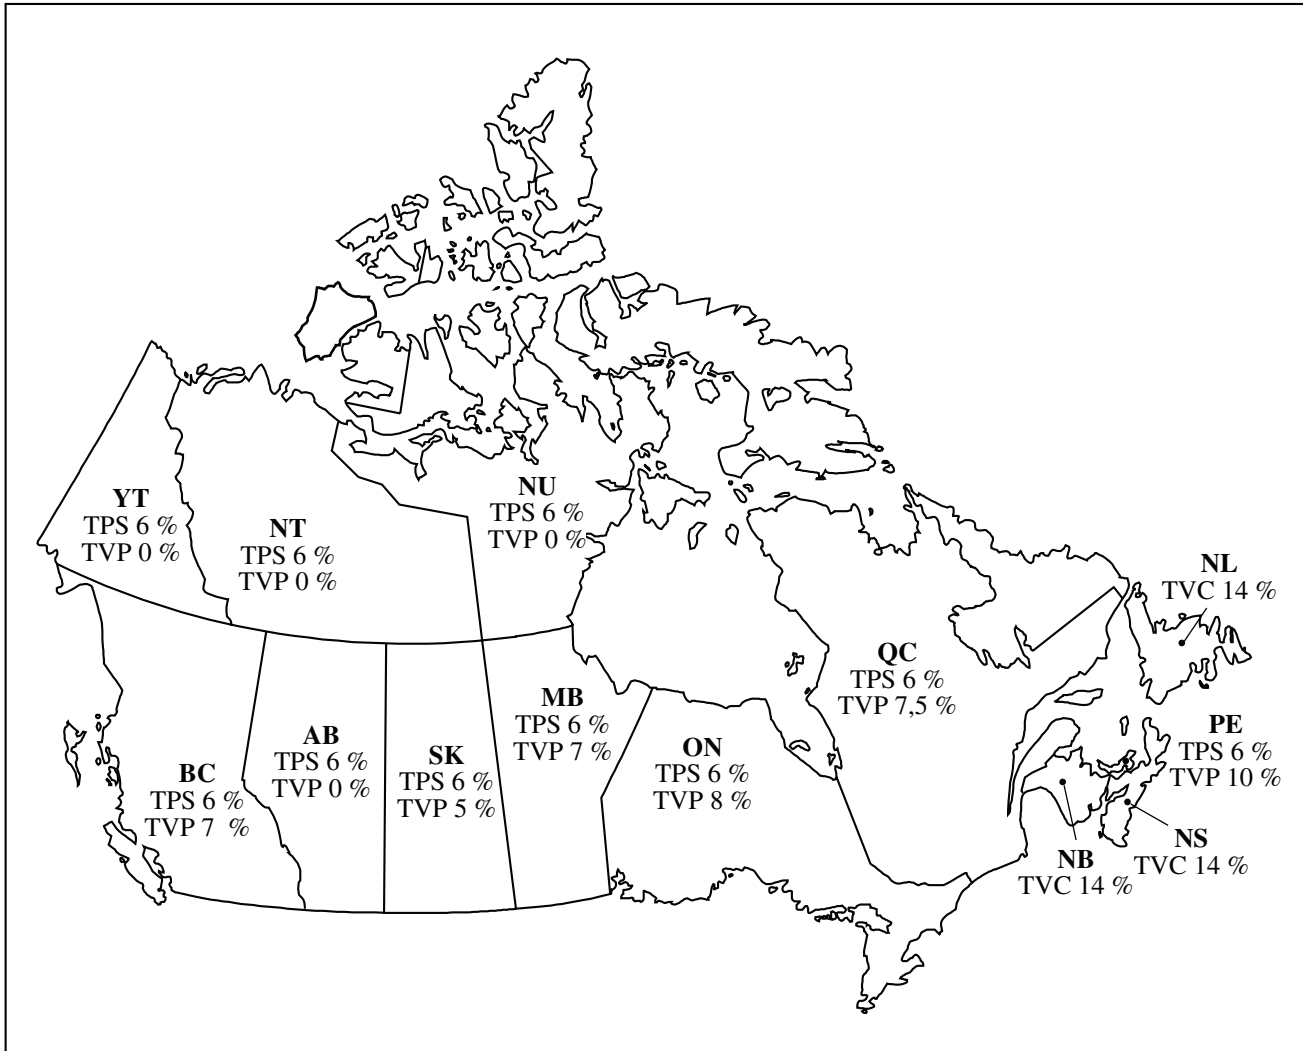 YT
TPS 6 %
TVP 0 %
NT
TPS 6 %
TVP 0 %
NU
TPS 6 %
TVP 0 %
NL
TVC 14 %
QC
TPS 6 %
TVP 7,5 %
PE
TPS 6 %
TVP 10 %
BC
TPS 6 %
TVP 7 %
AB
TPS 6 %
TVP 0 %
SK
TPS 6 %
TVP 5 %
MB
TPS 6 %
TVP 7 %
ON
TPS 6 %
TVP 8 %
NB
TVC 14 %
NS
TVC 14 %